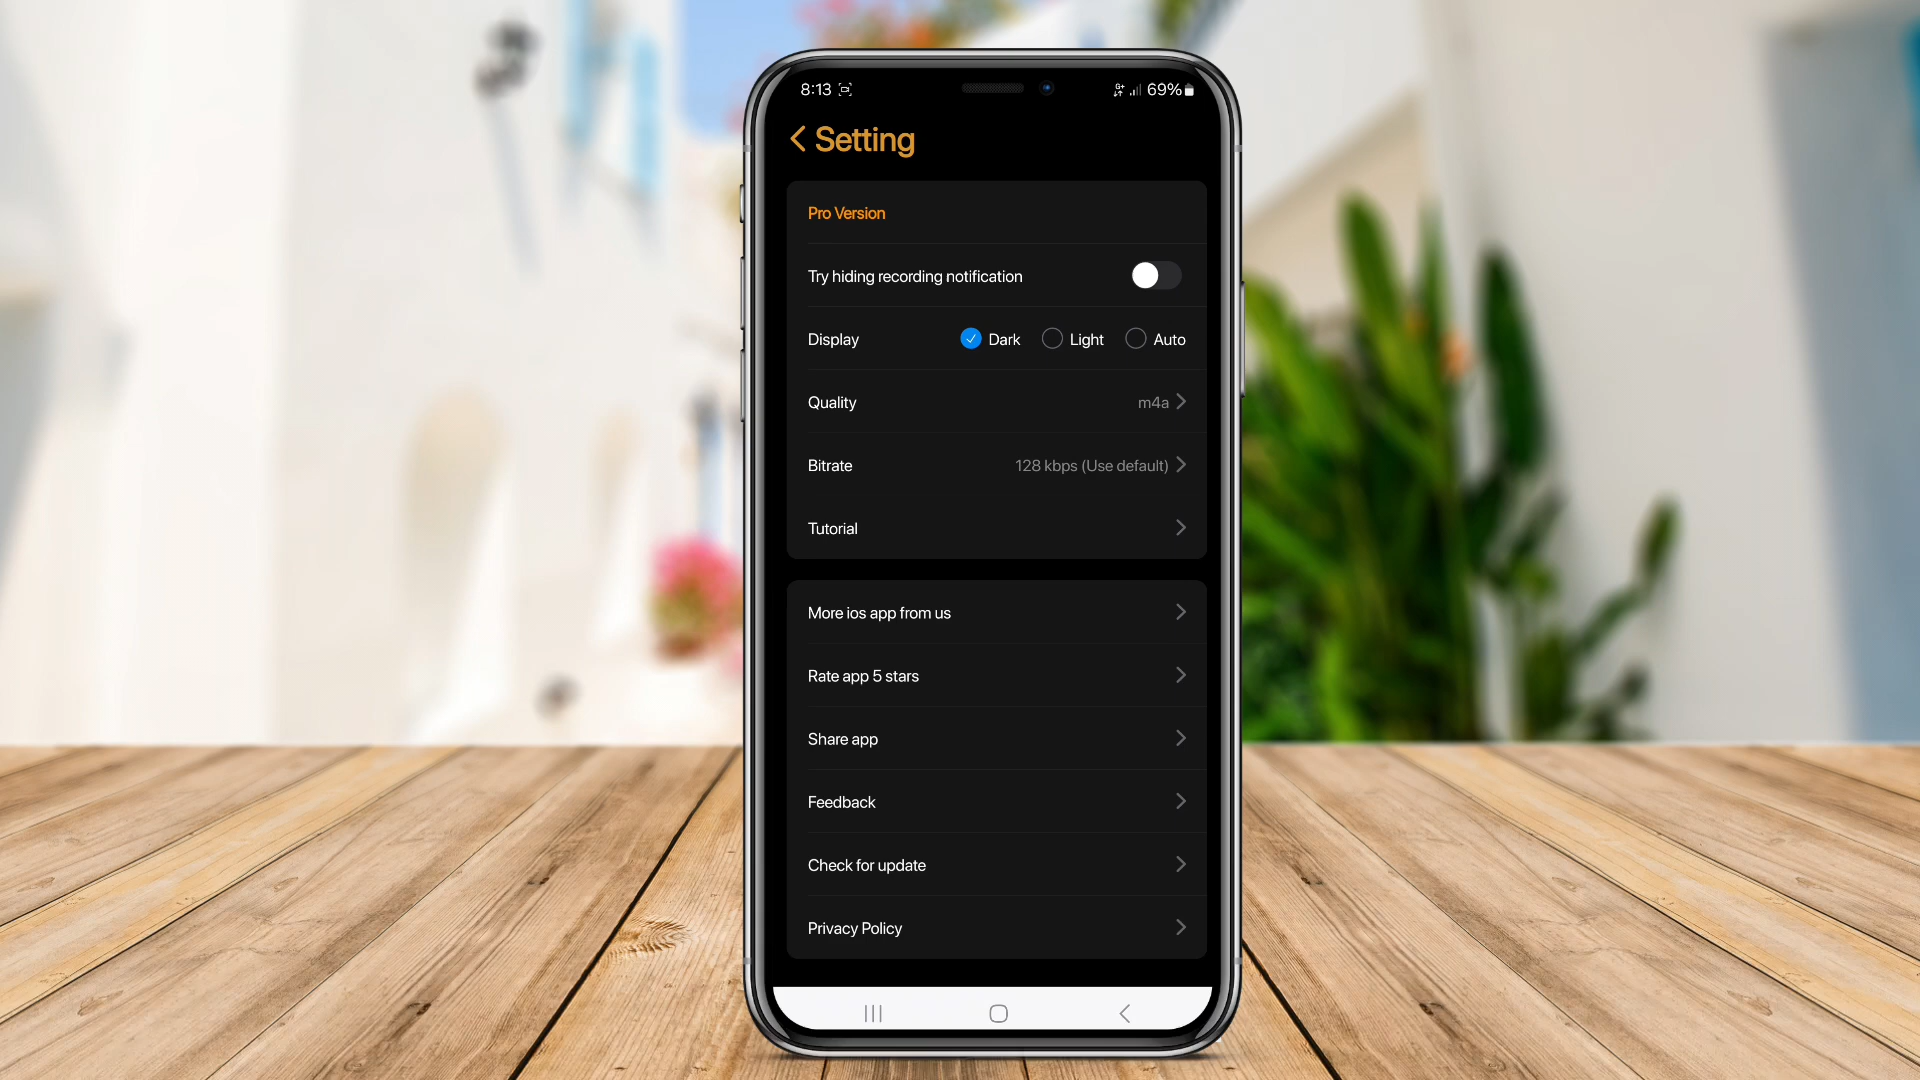 8:13 69%
Setting
Pro Version
Try hiding recording notification
Display Dark Light Auto
Quality m4a
Bitrate 128 kbps (Use default)
Tutorial
More ios app from us
Rate app 5 stars
Share app
Feedback
Check for update
Privacy Policy